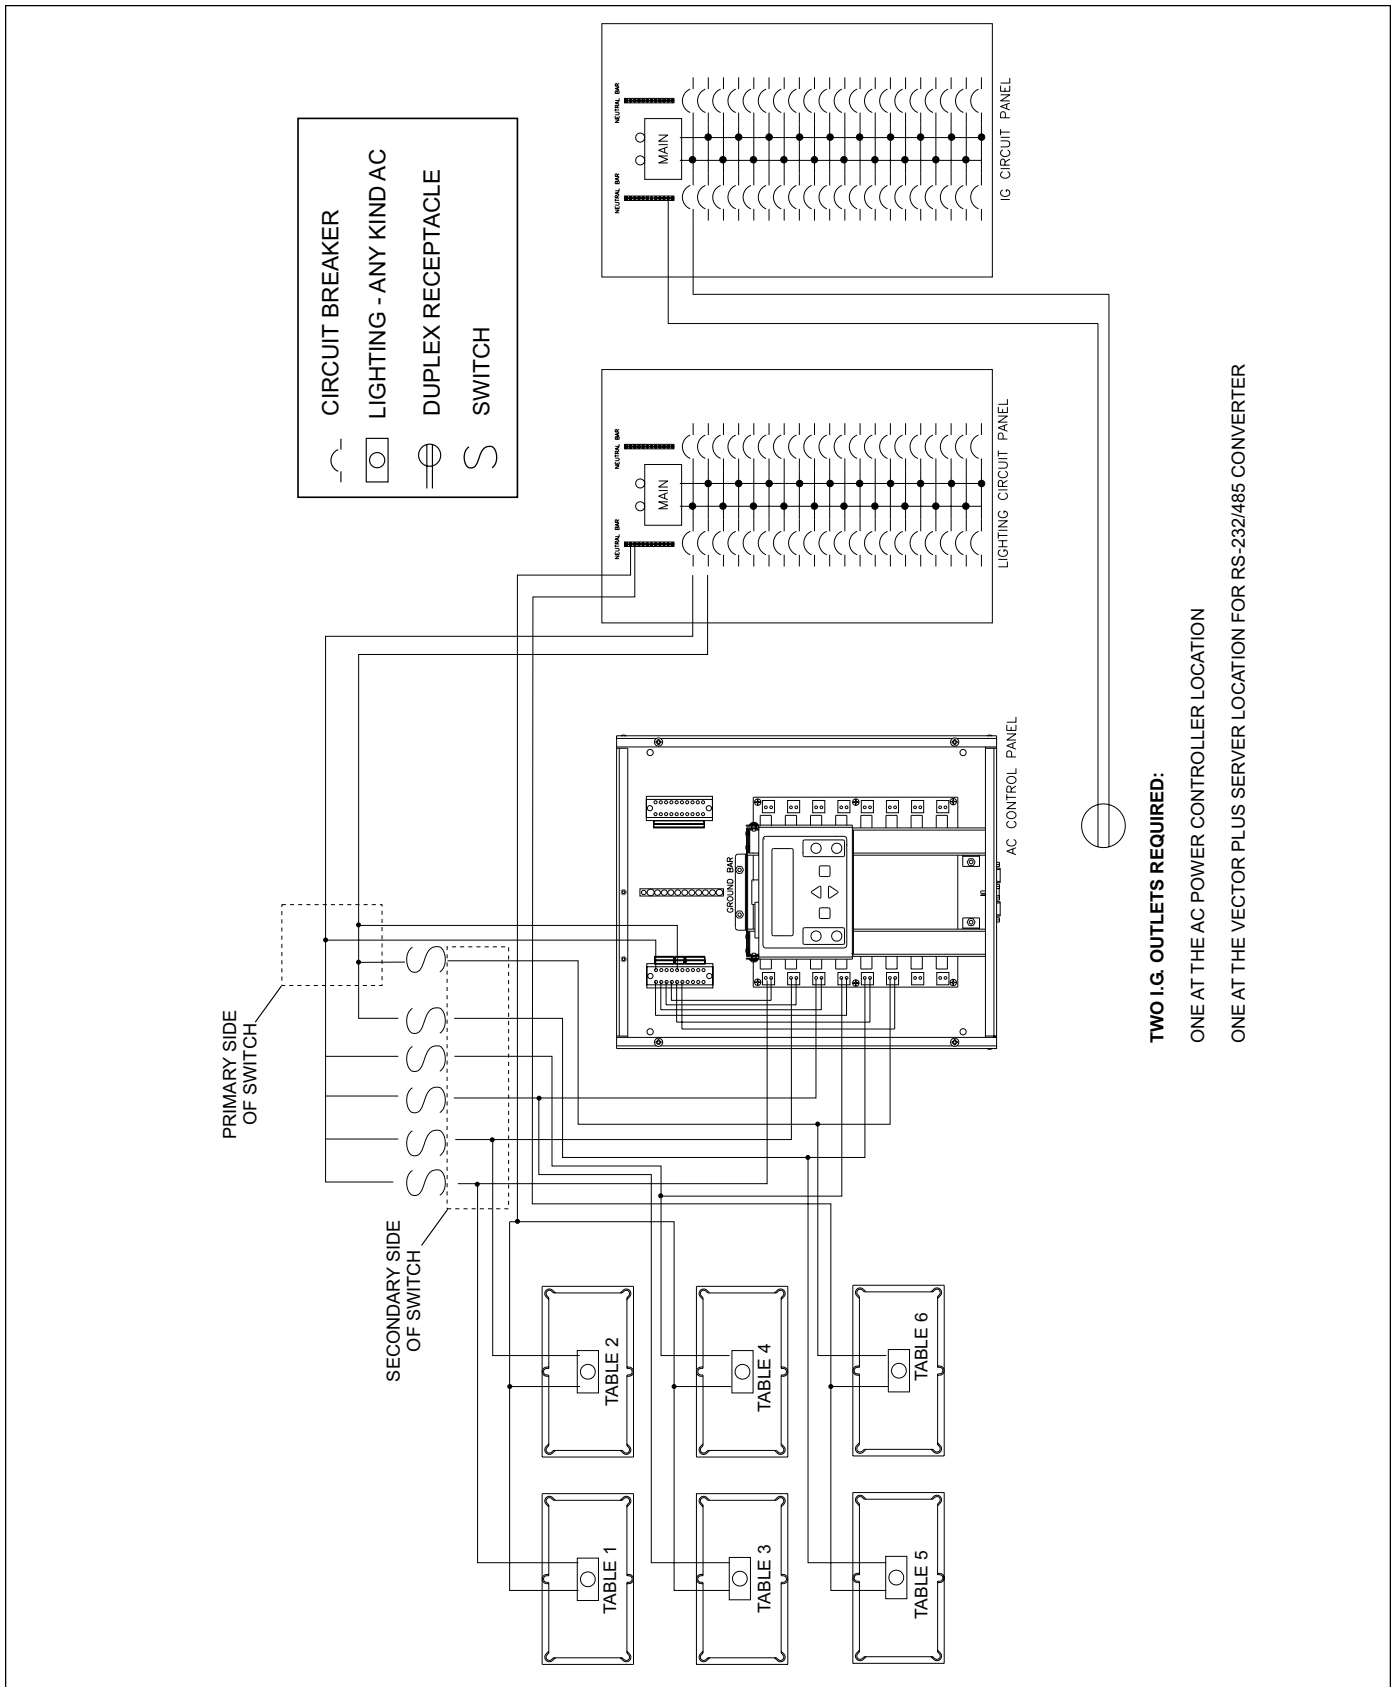 CIRCUIT BREAKER
LIGHTING - ANY KIND AC
DUPLEX RECEPTACLE
SWITCH
PRIMARY SIDE
OF SWITCH
SECONDARY SIDE
OF SWITCH
TABLE 1
TABLE 2
TABLE 3
TABLE 4
TABLE 5
TABLE 6
GROUND BAR
AC CONTROL PANEL
NEUTRAL BAR
MAIN
NEUTRAL BAR
LIGHTING CIRCUIT PANEL
NEUTRAL BAR
MAIN
NEUTRAL BAR
IG CIRCUIT PANEL
TWO I.G. OUTLETS REQUIRED:
ONE AT THE AC POWER CONTROLLER LOCATION
ONE AT THE VECTOR PLUS SERVER LOCATION FOR RS-232/485 CONVERTER